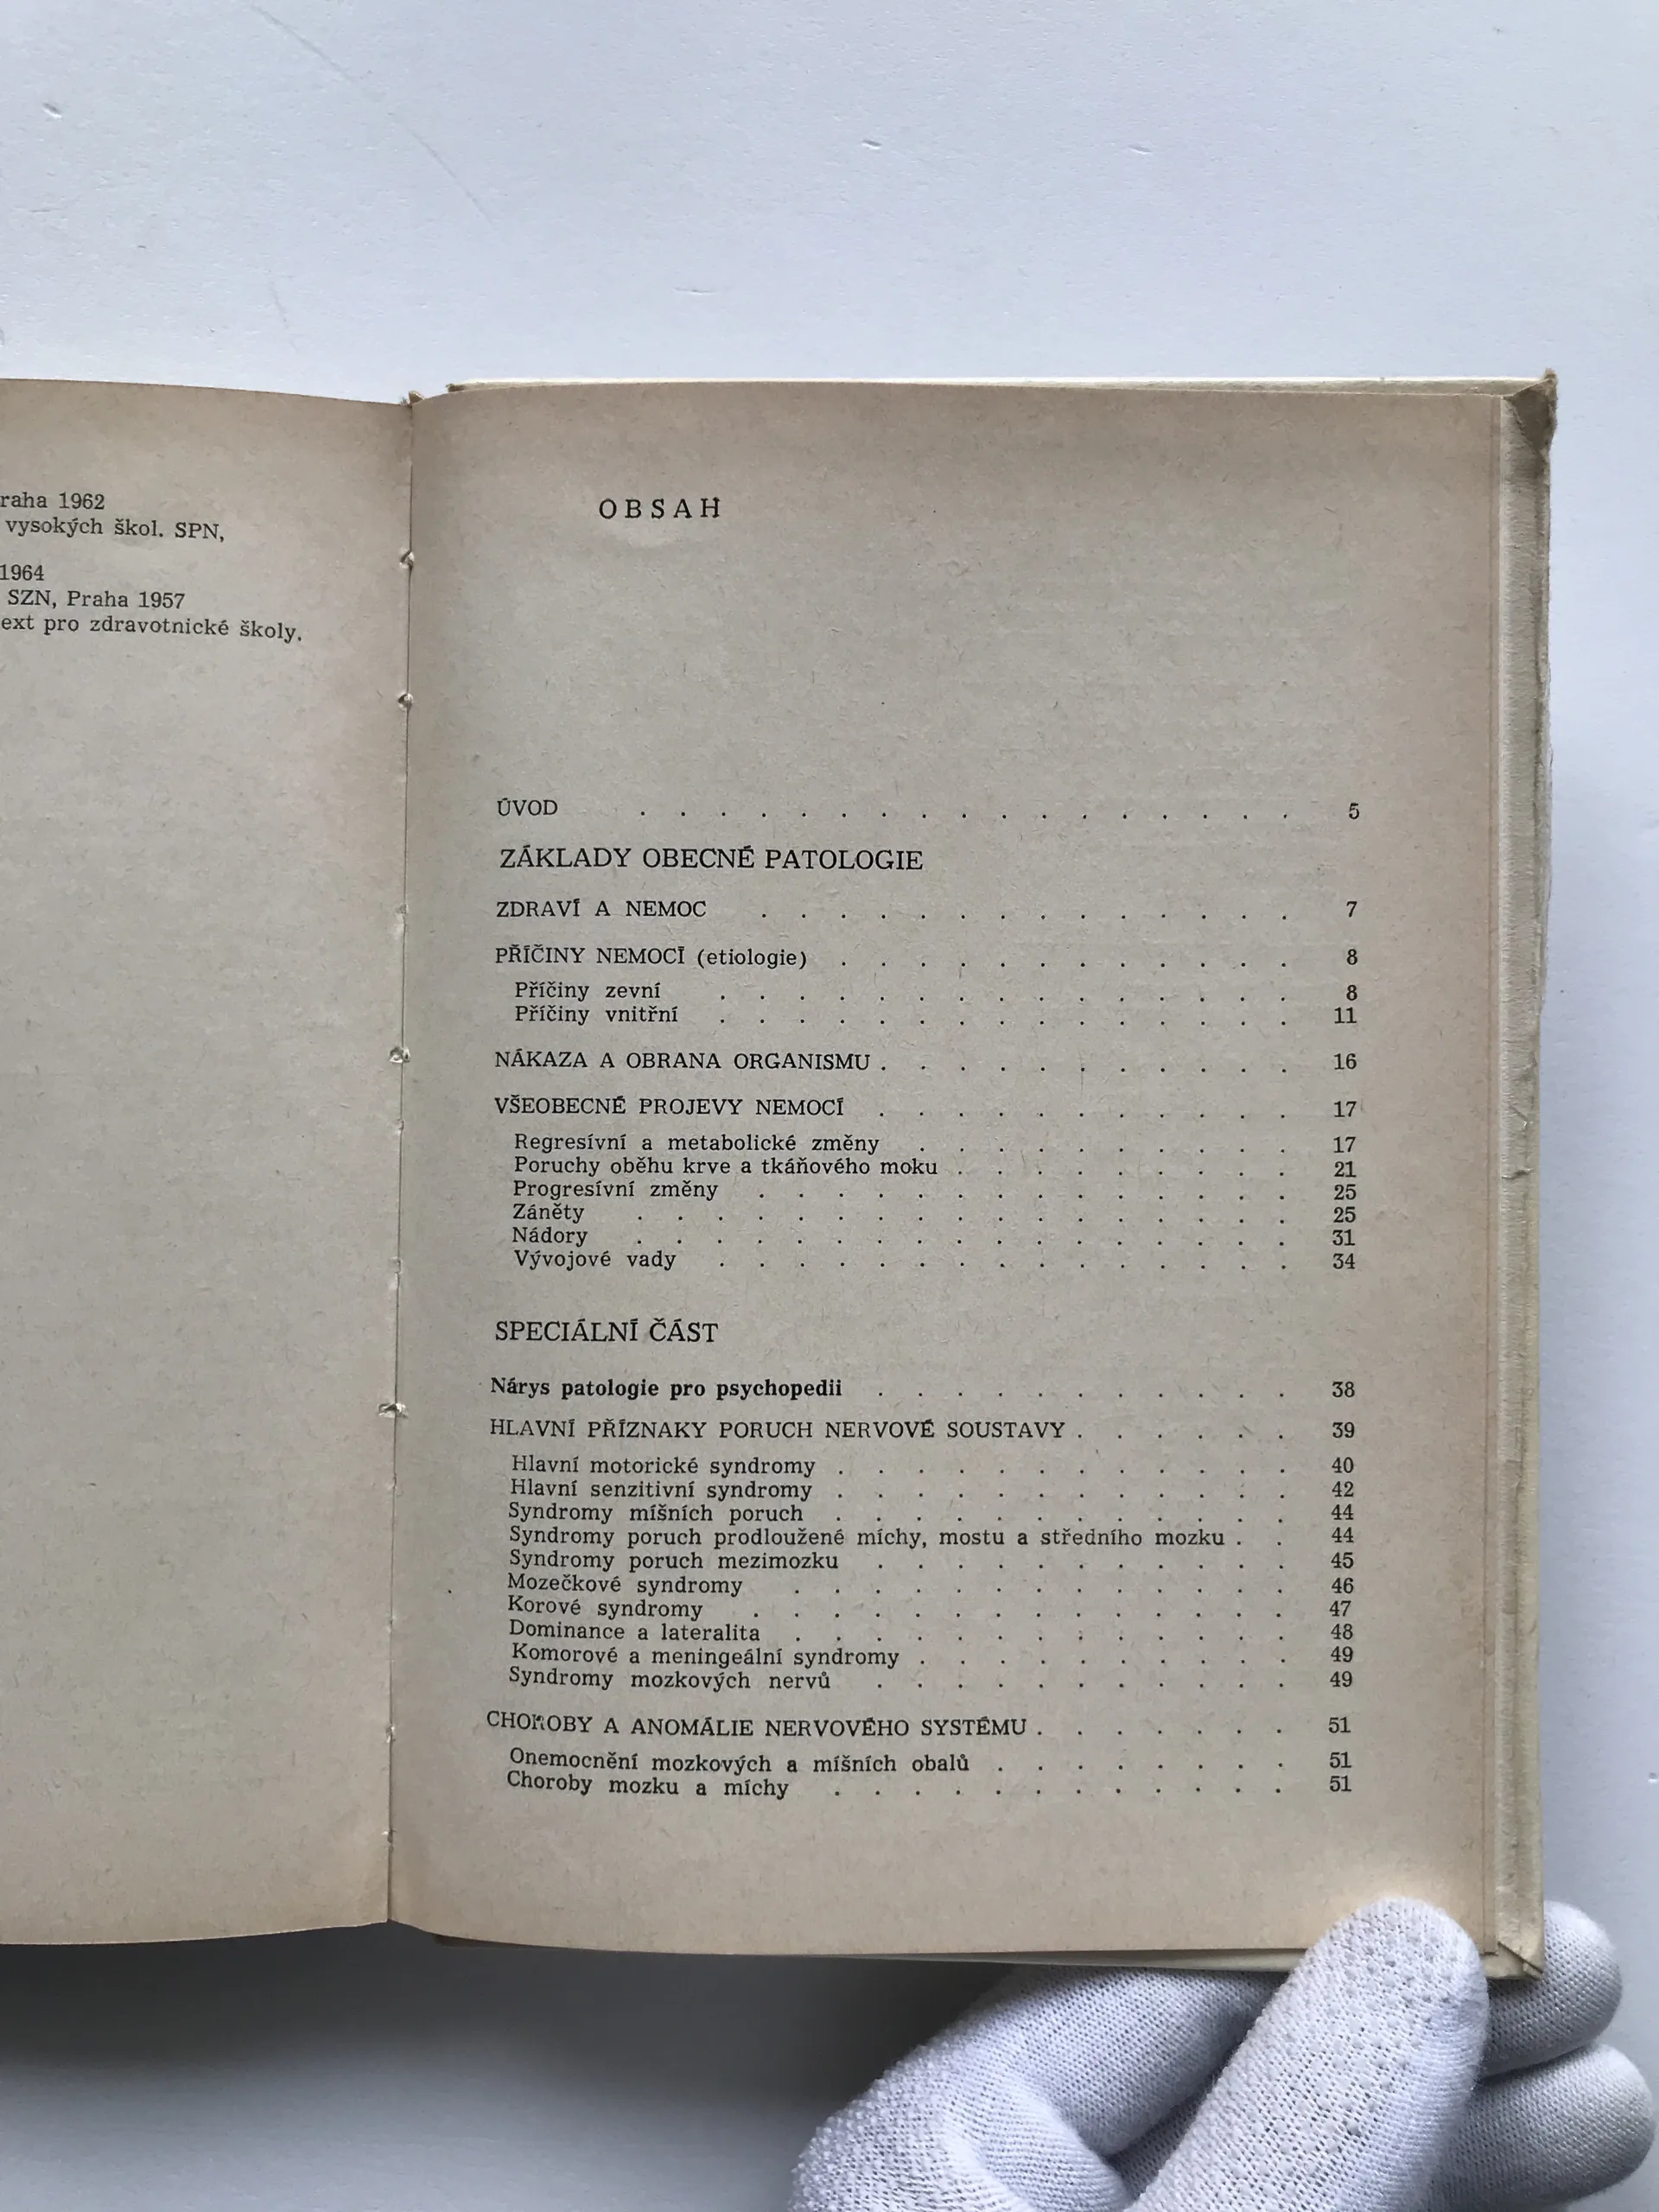 raha 1962
vysokých škol. SPN,
1964
SZN, Praha 1957
ext pro zdravotnické školy.
OBSAH
ÚVOD . . . . . . . . . . . . . . . . . 5
ZÁKLADY OBECNÉ PATOLOGIE
ZDRAVÍ A NEMOC . . . . . . . . . . . . . . 7
PŘÍČINY NEMOCÍ (etiologie) . . . . . . . . . . . . 8
Příčiny zevní . . . . . . . . . . . . . . . 8
Příčiny vnitřní . . . . . . . . . . . . . . . 11
NÁKAZA A OBRANA ORGANISMU . . . . . . . . . . . 16
VŠEOBECNÉ PROJEVY NEMOCÍ . . . . . . . . . . . 17
Regresívní a metabolické změny . . . . . . . . . . 17
Poruchy oběhu krve a tkáňového moku . . . . . . . . . 21
Progresívní změny . . . . . . . . . . . . . . 25
Záněty . . . . . . . . . . . . . . . . . 25
Nádory . . . . . . . . . . . . . . . . . 31
Vývojové vady . . . . . . . . . . . . . . . 34
SPECIÁLNÍ ČÁST
Nárys patologie pro psychopedii . . . . . . . . . . . 38
HLAVNÍ PŘÍZNAKY PORUCH NERVOVÉ SOUSTAVY . . . . . . 39
Hlavní motorické syndromy . . . . . . . . . . . . 40
Hlavní senzitivní syndromy . . . . . . . . . . . . 42
Syndromy míšních poruch . . . . . . . . . . . . 44
Syndromy poruch prodloužené míchy, mostu a středního mozku . . 44
Syndromy poruch mezimozku . . . . . . . . . . . 45
Mozečkové syndromy . . . . . . . . . . . . . 46
Korové syndromy . . . . . . . . . . . . . . 47
Dominance a lateralita . . . . . . . . . . . . . 48
Komorové a meningeální syndromy . . . . . . . . . . 49
Syndromy mozkových nervů . . . . . . . . . . . 49
CHOROBY A ANOMÁLIE NERVOVÉHO SYSTÉMU . . . . . . . 51
Onemocnění mozkových a míšních obalů . . . . . . . . 51
Choroby mozku a míchy . . . . . . . . . . . . 51